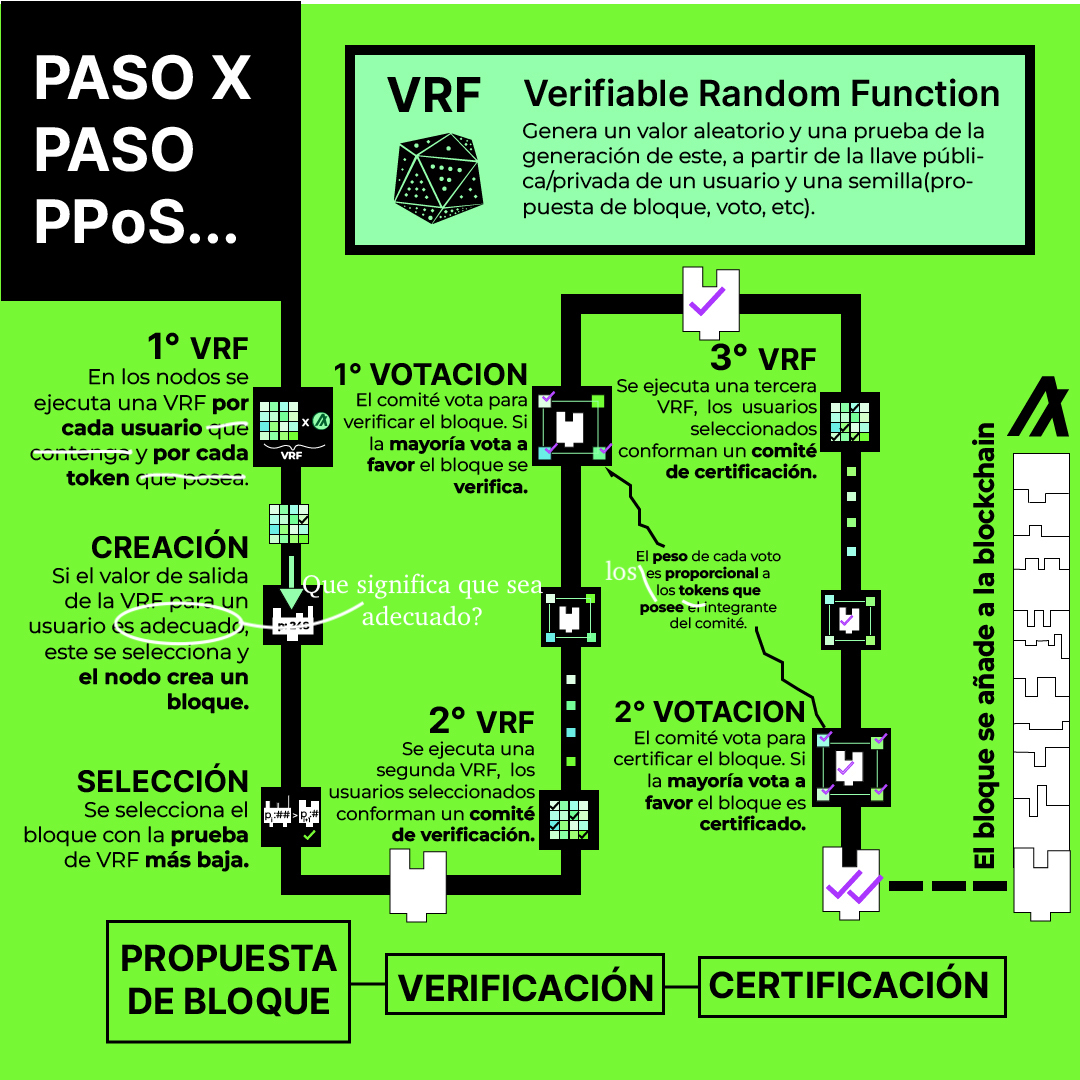 PASO X
PASO
PPoS...
VRF
Verifiable Random Function
Genera un valor aleatorio y una prueba de la
generación de este, a partir de la llave públi-
ca/privada de un usuario y una semilla(pro-
puesta de bloque, voto, etc).
1° VRF
En los nodos se
ejecuta una VRF por
cada usuario que
contenga y por cada
token que posea.
x
VRF
CREACIÓN
Si el valor de salida
de la VRF para un
usuario es adecuado,
este se selecciona y
el nodo crea un
bloque.
Que significa que sea
adecuado?
SELECCIÓN
Se selecciona el
bloque con la prueba
de VRF más baja.
1° VOTACION
El comité vota para
verificar el bloque. Si
la mayoría vota a
favor el bloque se
verifica.
2° VRF
Se ejecuta una
segunda VRF, los
usuarios seleccionados
conforman un comité
de verificación.
3° VRF
Se ejecuta una tercera
VRF, los usuarios
seleccionados
conforman un comité
de certificación.
El peso de cada voto
es proporcional a
los tokens que
posee el integrante
del comité.
los
2° VOTACION
El comité vota para
certificar el bloque. Si
la mayoría vota a
favor el bloque es
certificado.
El bloque se añade a la blockchain
PROPUESTA
DE BLOQUE
VERIFICACIÓN
CERTIFICACIÓN